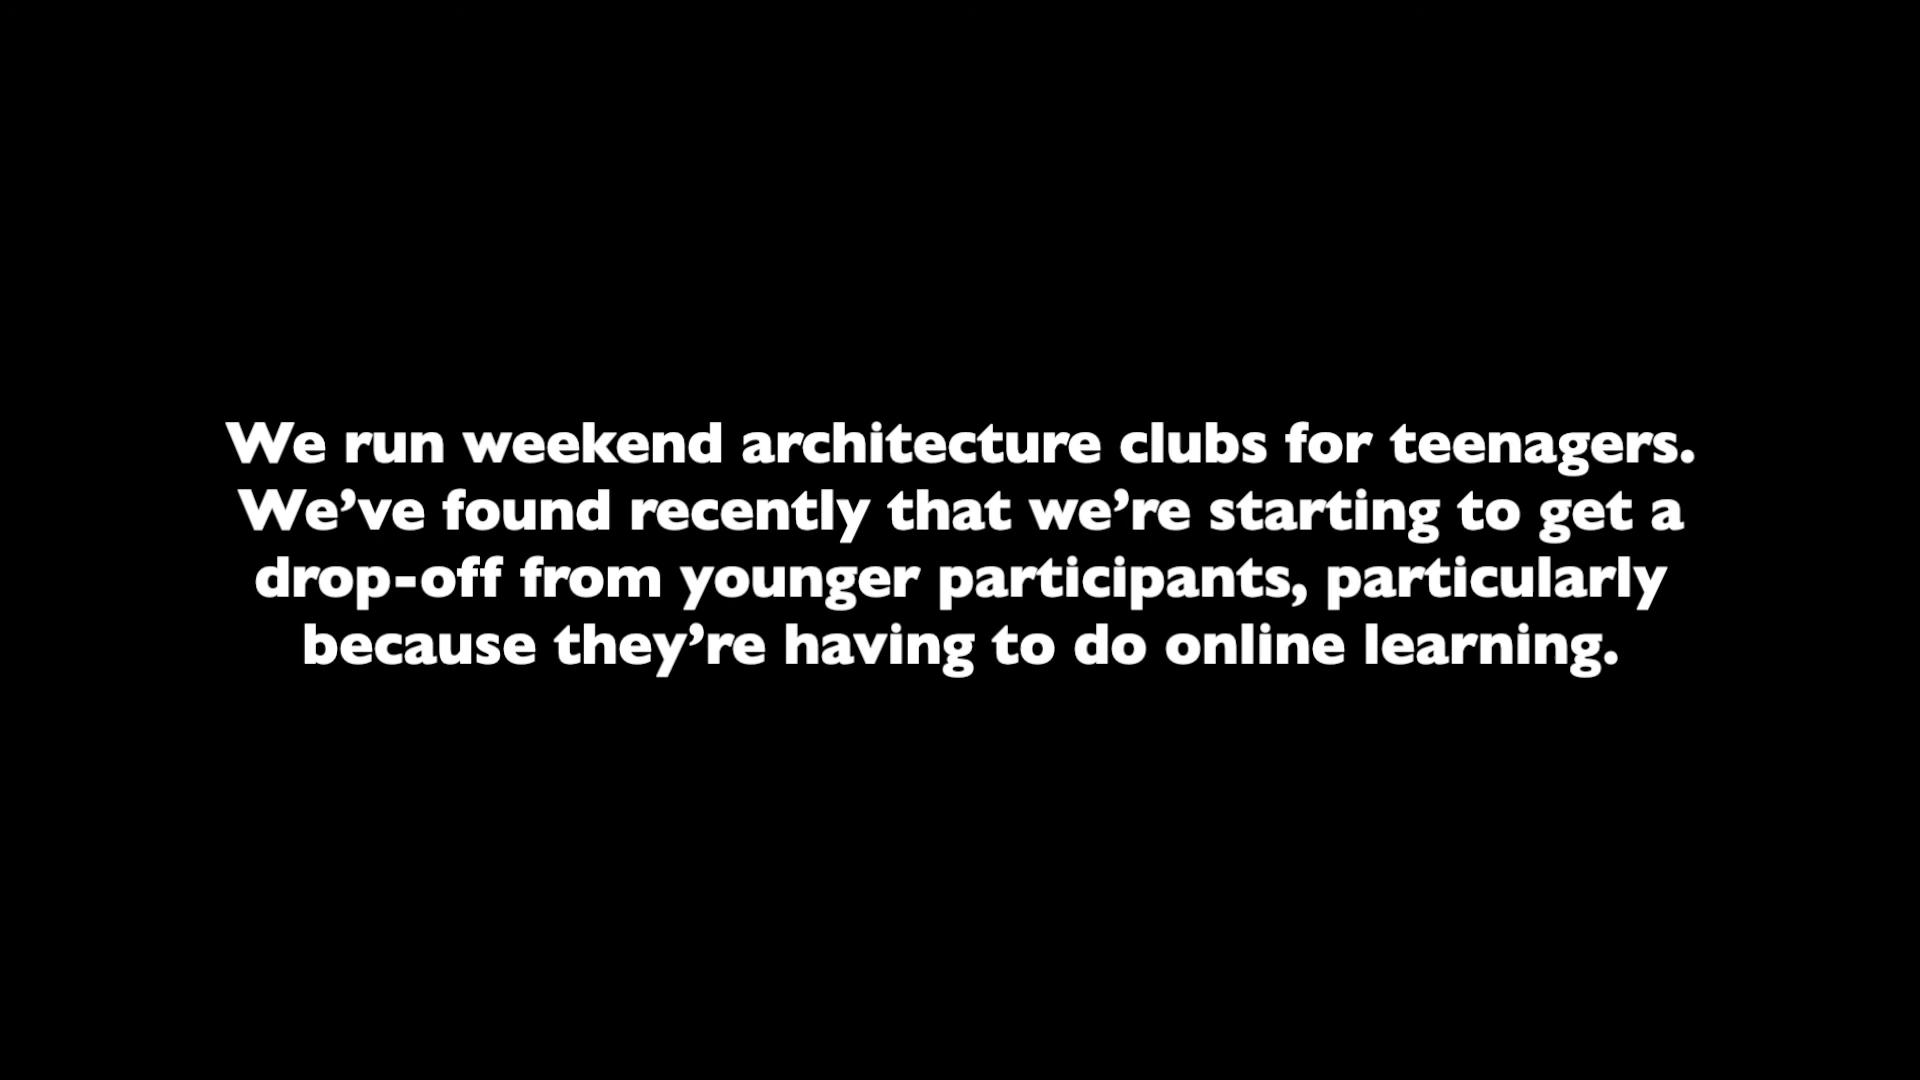 We run weekend architecture clubs for teenagers.
We’ve found recently that we’re starting to get a
drop-off from younger participants, particularly
because they’re having to do online learning.